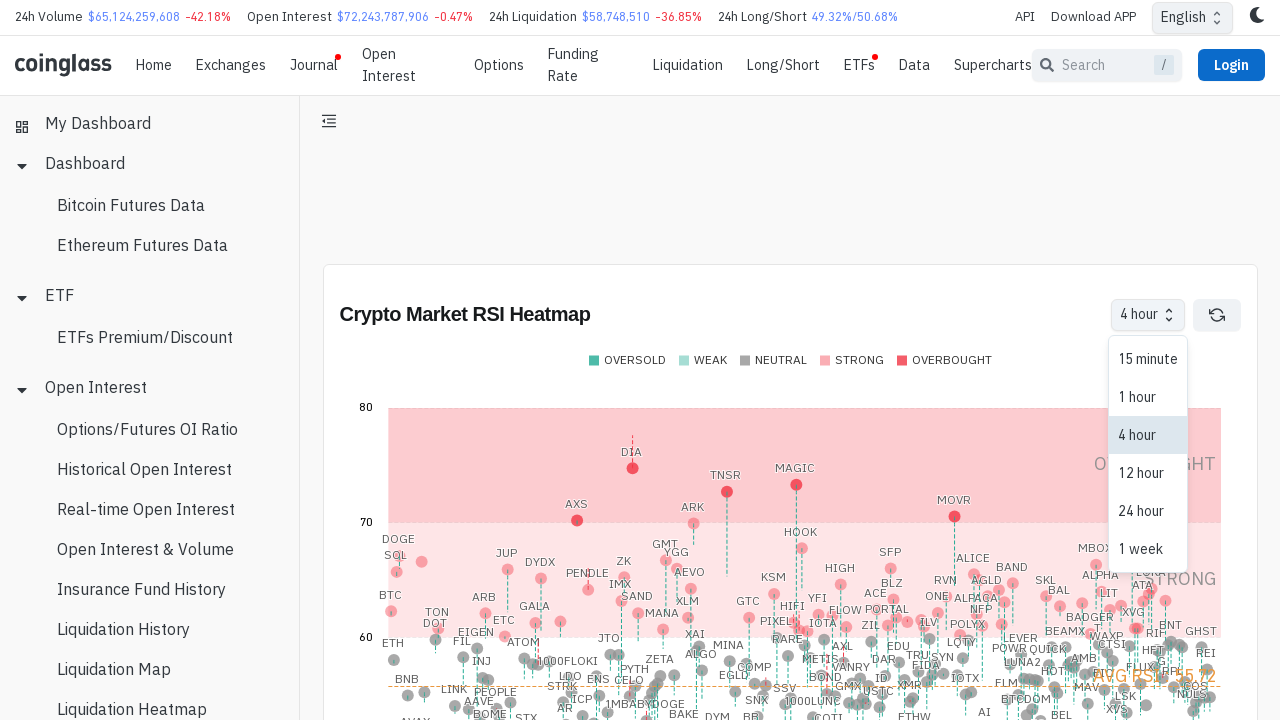 24h Volume $65,124,259,608 -42.18% Open Interest $72,243,787,906 -0.47% 24h Liquidation $58,748,510 -36.85% 24h Long/Short 49.32%/50.68% API Download APP English
coinglass Home Exchanges Journal Open Interest Options Funding Rate Liquidation Long/Short ETFs Data Supercharts Search / Login
My Dashboard
Dashboard
Bitcoin Futures Data
Ethereum Futures Data
ETF
ETFs Premium/Discount
Open Interest
Options/Futures OI Ratio
Historical Open Interest
Real-time Open Interest
Open Interest & Volume
Insurance Fund History
Liquidation History
Liquidation Map
Liquidation Heatmap
Crypto Market RSI Heatmap
4 hour
15 minute
1 hour
4 hour
12 hour
24 hour
1 week
OVERSOLD WEAK NEUTRAL STRONG OVERBOUGHT
80
DIA
TNSR MAGIC
AXS ARK MOVR
70
DOGE HOOK
SOL JUP GMT YGG SFP ALICE MBOX
DYDX ZK BAND
PENDLE AEVO KSM HIGH RVN AGLD SKL ALPHA
BTC ARB IMX SAND XLM GTC HIFI YFI ACE BLZ ONE ALPACA BAL LIT ATA
TON GALA MANA PIXEL IOTA FLOW PORTAL ILV NFP BADGER XVG
DOT ETC ZIL POLYX BEAMX BNT
60
STRONG
ETH FIL EIGEN ATOM JTO XAI MINA RARE AXL EDU LQTY LEVER WAXP RIF GHST
INJ 1000FLOKI ZETA ALGO COMP METIS VANRY DAR TRU SYN POWR QUICK CTSI REI
BNB LDO ENS PYTH EGLD BOND ID FIDA IOTX LUNA2 HOT AMB
LINK PEOPLE STRK CELO SSV GMX USTC XMR FLM MAV COS
AAVE AR ICP 1MBABYDOGE SNX 1000LUNC BTCDOM LSK NULS
BOME STX BAKE DYM COTI ETHW AI BEL XVS